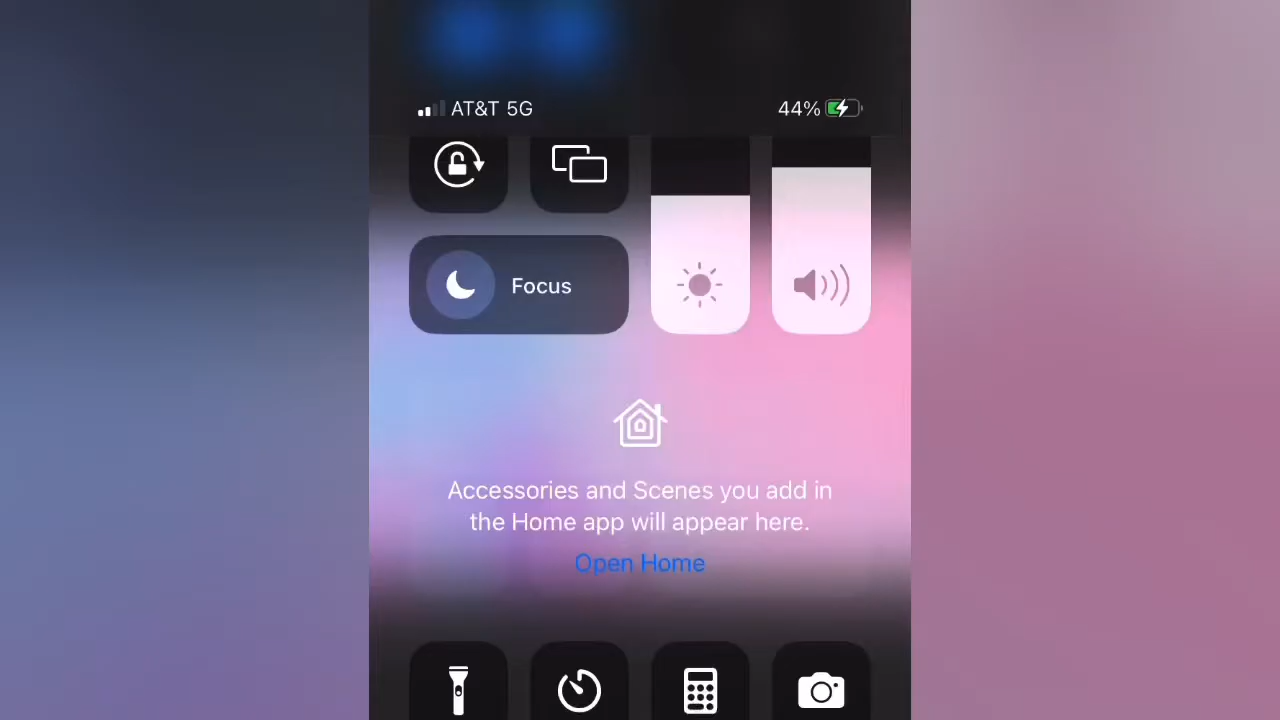 AT&T 5G 44%
Focus
Accessories and Scenes you add in
the Home app will appear here.
Open Home